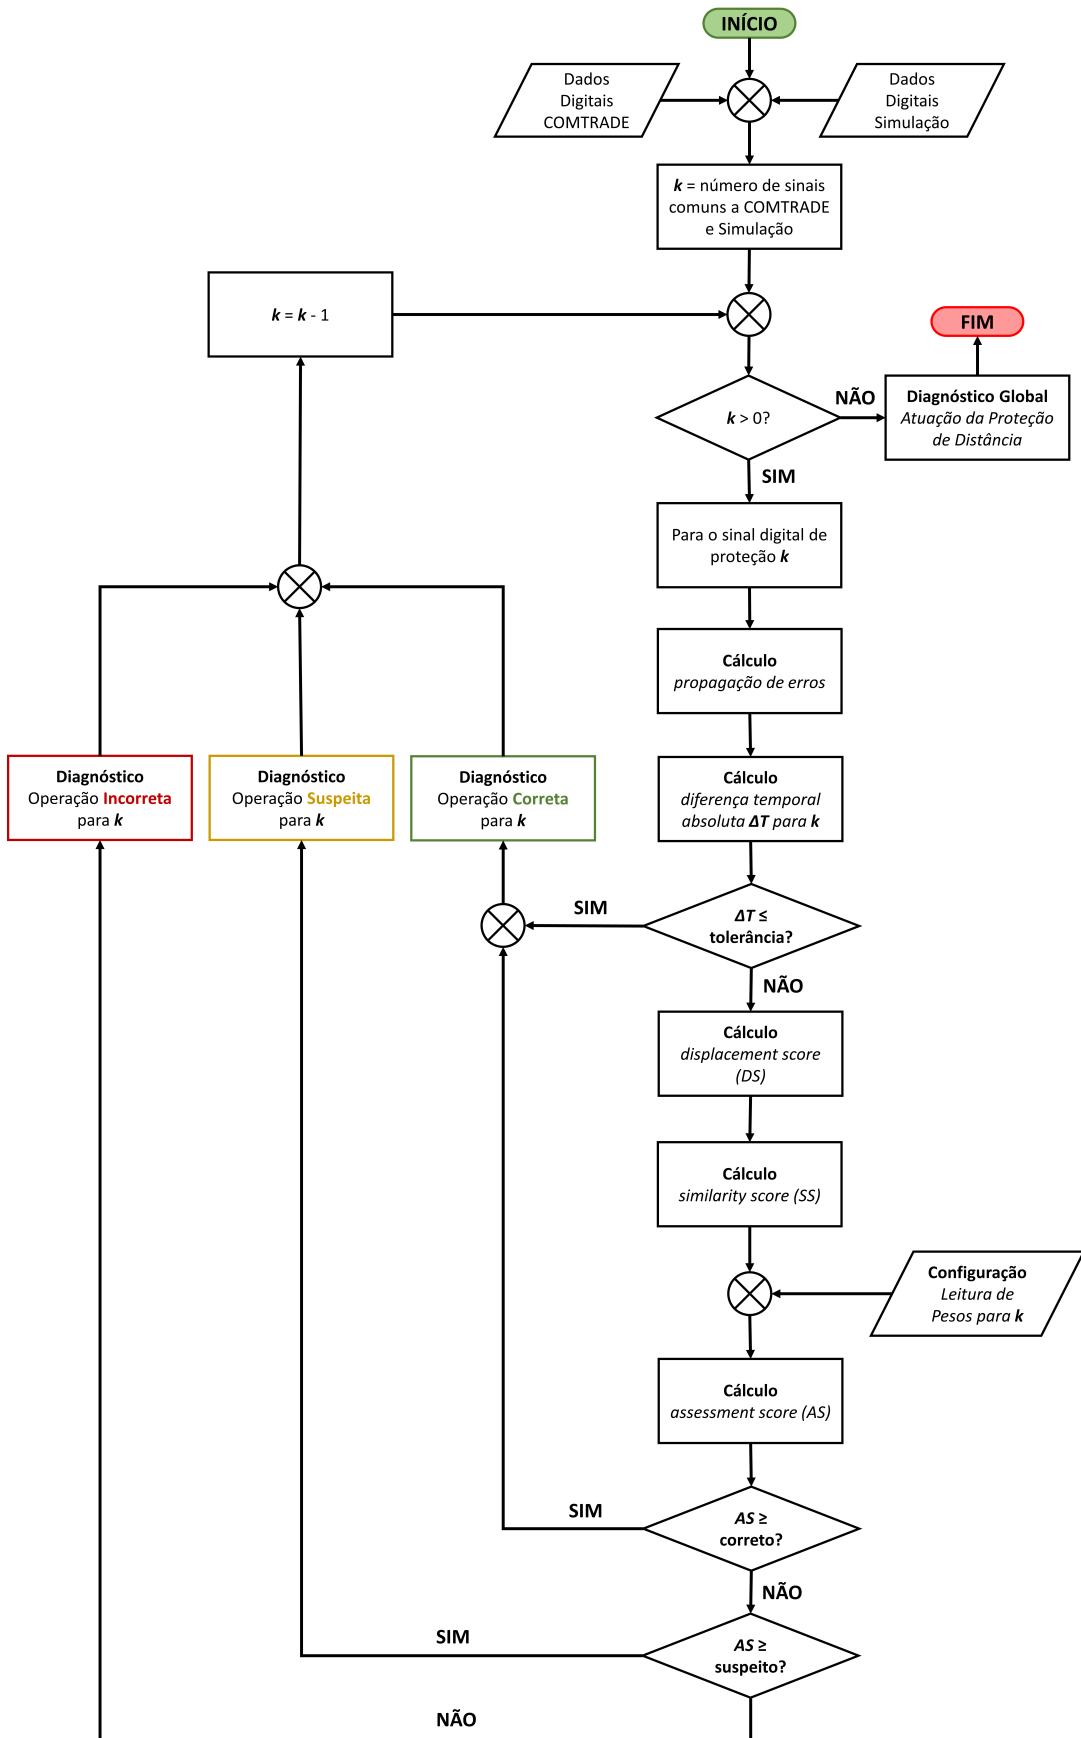 INÍCIO
Dados
Digitais
COMTRADE
Dados
Digitais
Simulação
k = número de sinais
comuns a COMTRADE
e Simulação
k = k - 1
FIM
k > 0?
NÃO
Diagnóstico Global
Atuação da Proteção
de Distância
SIM
Para o sinal digital de
proteção k
Cálculo
propagação de erros
Diagnóstico
Operação Incorreta
para k
Diagnóstico
Operação Suspeita
para k
Diagnóstico
Operação Correta
para k
Cálculo
diferença temporal
absoluta ΔT para k
SIM
ΔT ≤
tolerância?
NÃO
Cálculo
displacement score
(DS)
Cálculo
similarity score (SS)
Configuração
Leitura de
Pesos para k
Cálculo
assessment score (AS)
SIM
AS ≥
correto?
NÃO
SIM
AS ≥
suspeito?
NÃO